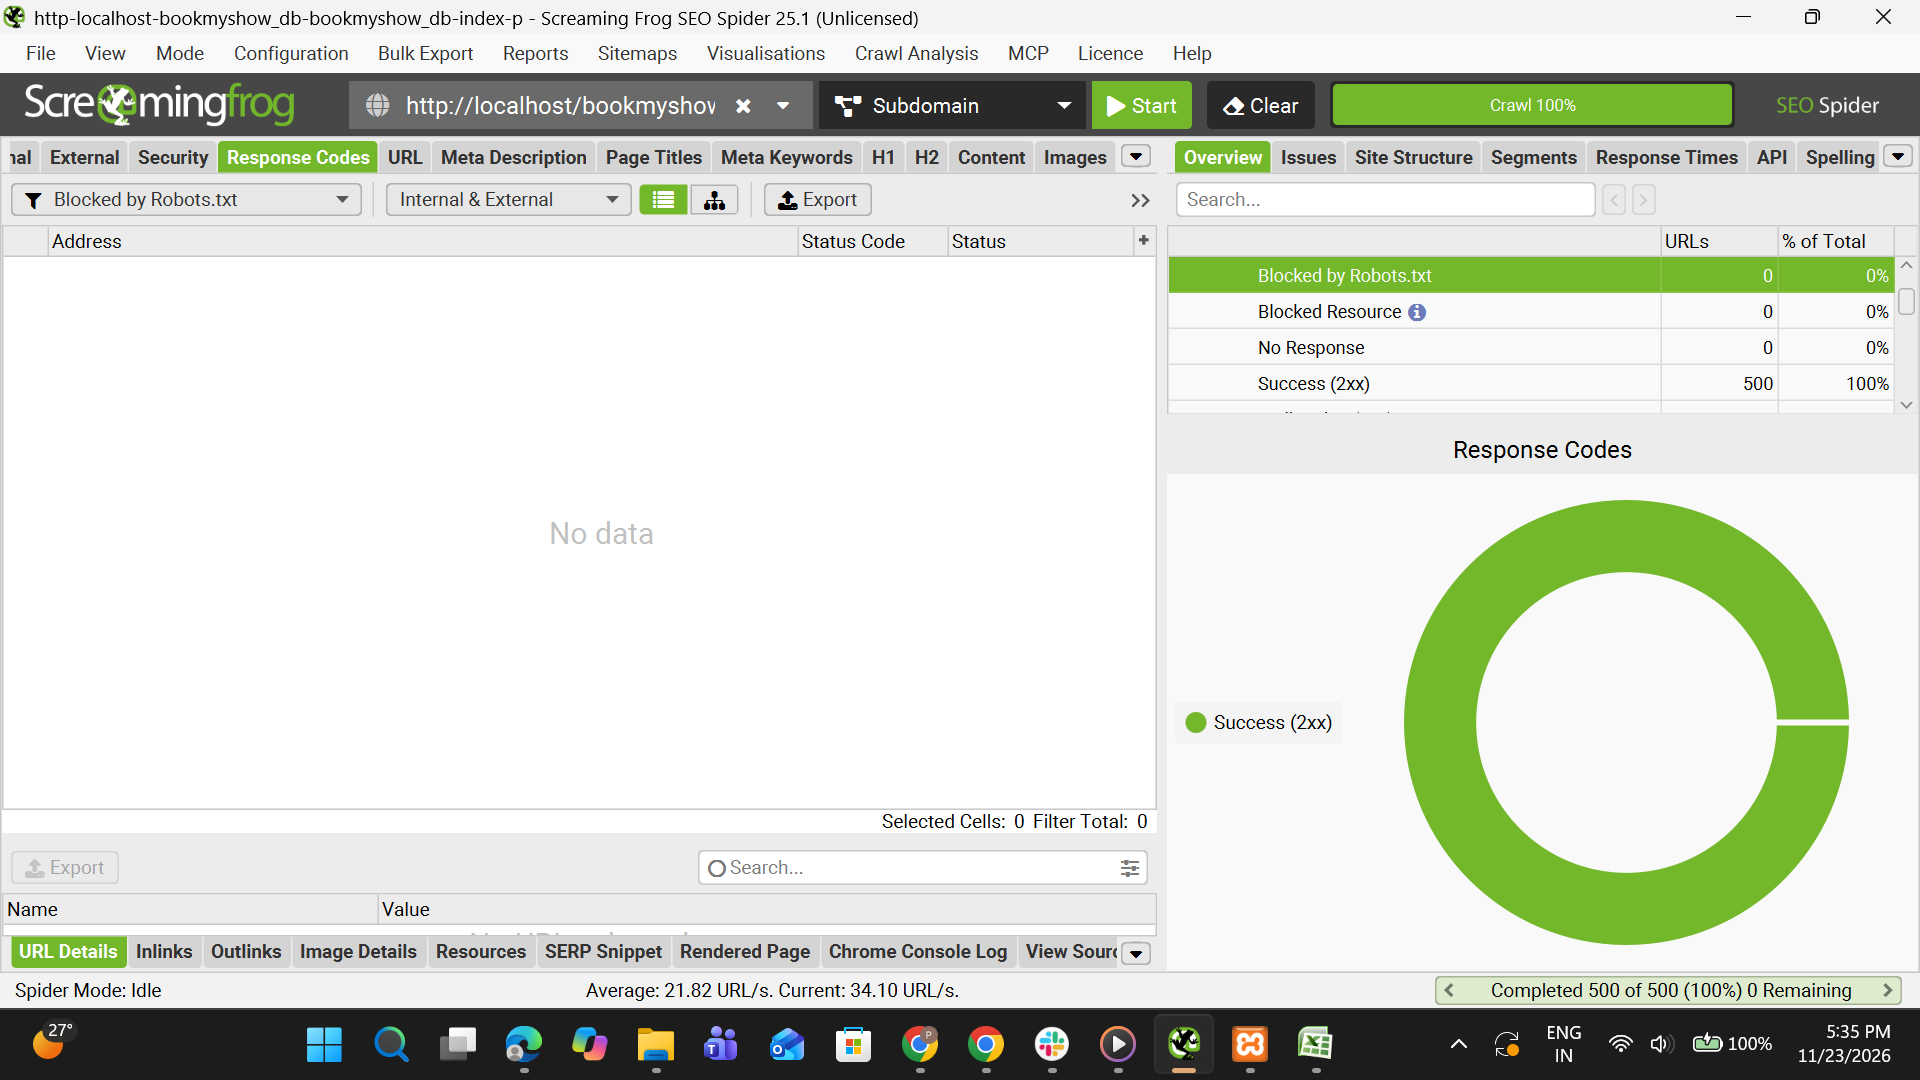 http-localhost-bookmyshow_db-bookmyshow_db-index-p - Screaming Frog SEO Spider 25.1 (Unlicensed)
File View Mode Configuration Bulk Export Reports Sitemaps Visualisations Crawl Analysis MCP Licence Help
Screamingfrog http://localhost/bookmyshov Subdomain Start Clear Crawl 100% SEO Spider
nal External Security Response Codes URL Meta Description Page Titles Meta Keywords H1 H2 Content Images
Overview Issues Site Structure Segments Response Times API Spelling
Blocked by Robots.txt Internal & External Export
Search...
Address Status Code Status
URLs % of Total
Blocked by Robots.txt 0 0%
Blocked Resource 0 0%
No Response 0 0%
Success (2xx) 500 100%
Response Codes
No data
Success (2xx)
Selected Cells: 0 Filter Total: 0
Export Search...
Name Value
URL Details Inlinks Outlinks Image Details Resources SERP Snippet Rendered Page Chrome Console Log View Sourc
Spider Mode: Idle Average: 21.82 URL/s. Current: 34.10 URL/s. Completed 500 of 500 (100%) 0 Remaining
27°
ENG
IN
100%
5:35 PM
11/23/2026